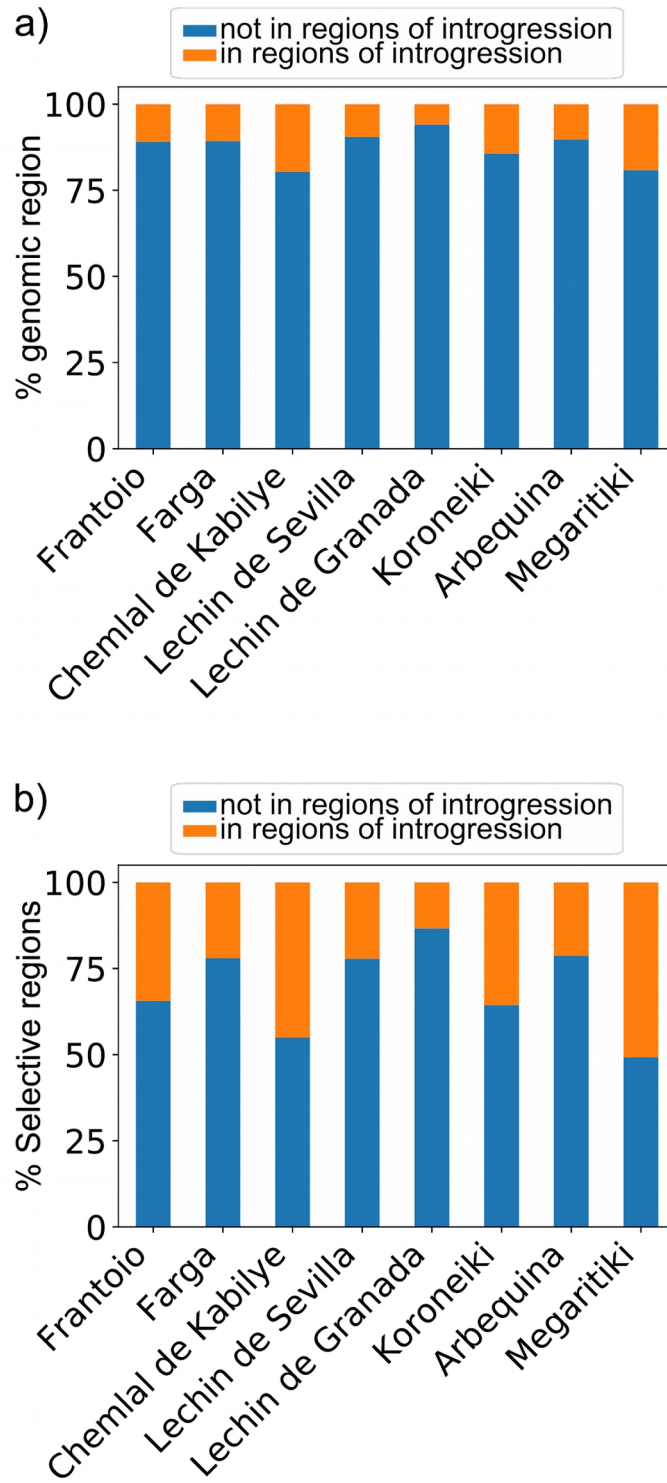 a)
not in regions of introgression
in regions of introgression
% genomic region
100
75
50
25
0
Frantoio
Farga
Chemlal de Kabilye
Lechin de Sevilla
Lechin de Granada
Koroneiki
Arbequina
Megaritiki
b)
not in regions of introgression
in regions of introgression
% Selective regions
100
75
50
25
0
Frantoio
Farga
Chemlal de Kabilye
Lechin de Sevilla
Lechin de Granada
Koroneiki
Arbequina
Megaritiki